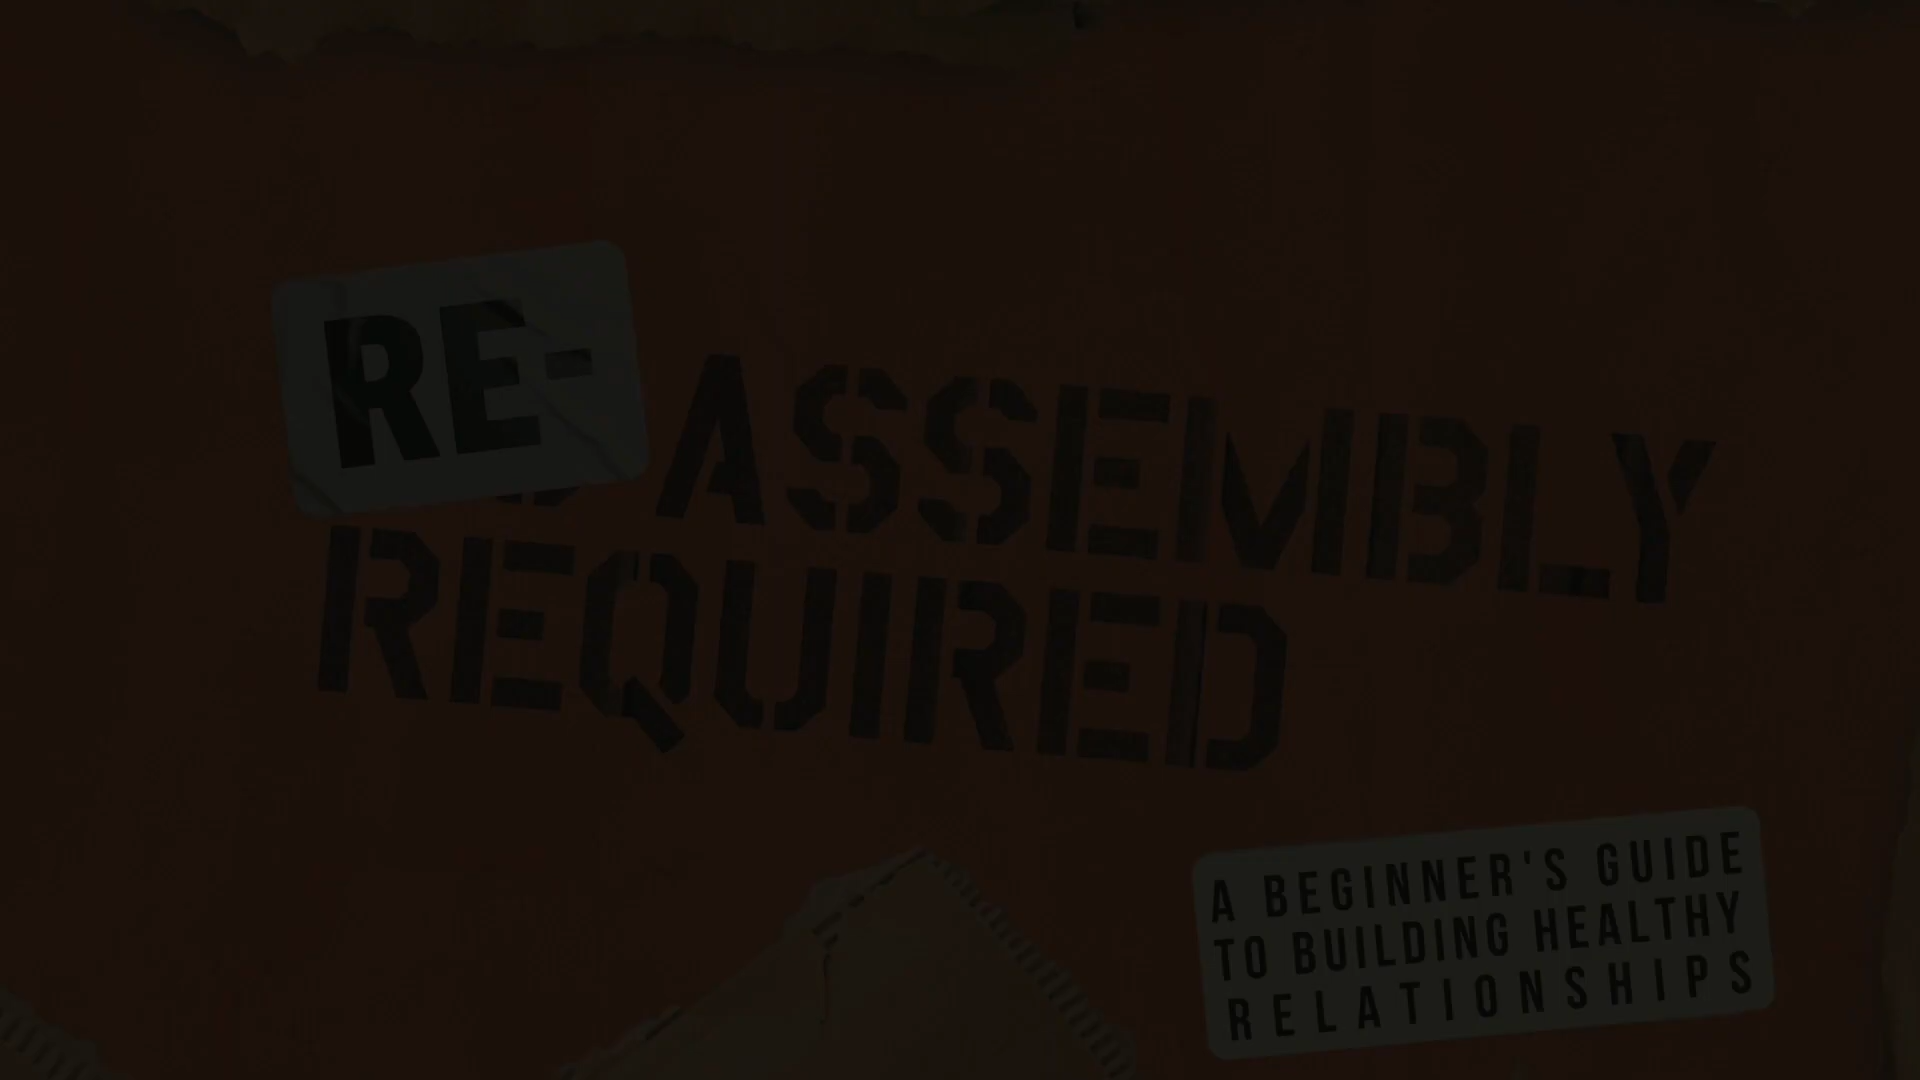 RE- ASSEMBLY
REQUIRED
A BEGINNER'S GUIDE
TO BUILDING HEALTHY
RELATIONSHIPS